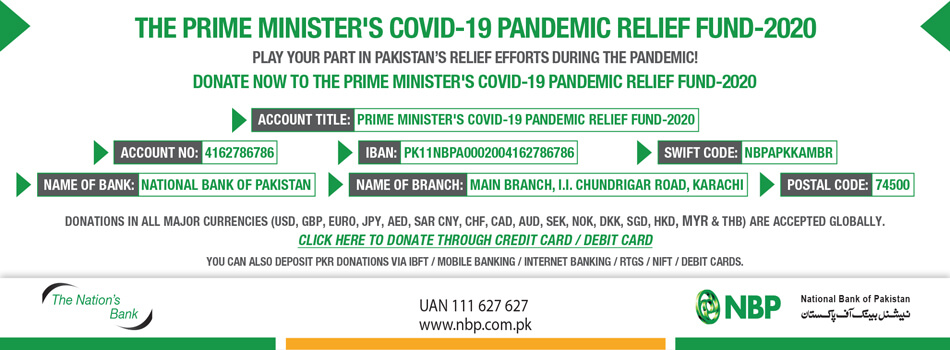 THE PRIME MINISTER'S COVID-19 PANDEMIC RELIEF FUND-2020
PLAY YOUR PART IN PAKISTAN'S RELIEF EFFORTS DURING THE PANDEMIC!
DONATE NOW TO THE PRIME MINISTER'S COVID-19 PANDEMIC RELIEF FUND-2020
ACCOUNT TITLE: PRIME MINISTER'S COVID-19 PANDEMIC RELIEF FUND-2020
ACCOUNT NO: 4162786786 IBAN: PK11NBPA0002004162786786 SWIFT CODE: NBPAPKKAMBR
NAME OF BANK: NATIONAL BANK OF PAKISTAN NAME OF BRANCH: MAIN BRANCH, I.I. CHUNDRIGAR ROAD, KARACHI POSTAL CODE: 74500
DONATIONS IN ALL MAJOR CURRENCIES (USD, GBP, EURO, JPY, AED, SAR CNY, CHF, CAD, AUD, SEK, NOK, DKK, SGD, HKD, MYR & THB) ARE ACCEPTED GLOBALLY.
CLICK HERE TO DONATE THROUGH CREDIT CARD / DEBIT CARD
YOU CAN ALSO DEPOSIT PKR DONATIONS VIA IBFT / MOBILE BANKING / INTERNET BANKING / RTGS / NIFT / DEBIT CARDS.
The Nation's
Bank
UAN 111 627 627
www.nbp.com.pk
NBP
National Bank of Pakistan
نیشنل بینک آف پاکستان